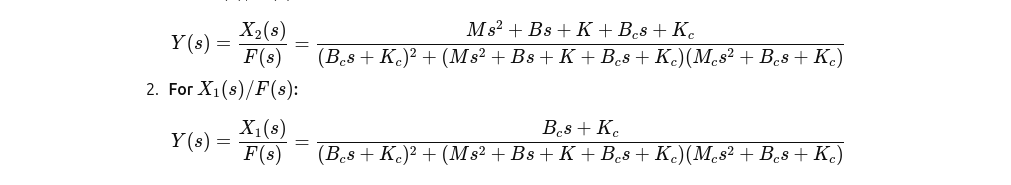 Y(s) = X₂(s)/F(s) = (Ms² + Bs + K + B_c s + K_c)/((B_c s + K_c)² + (Ms² + Bs + K + B_c s + K_c)(M_c s² + B_c s + K_c))
2. For X₁(s)/F(s):
Y(s) = X₁(s)/F(s) = (B_c s + K_c)/((B_c s + K_c)² + (Ms² + Bs + K + B_c s + K_c)(M_c s² + B_c s + K_c))